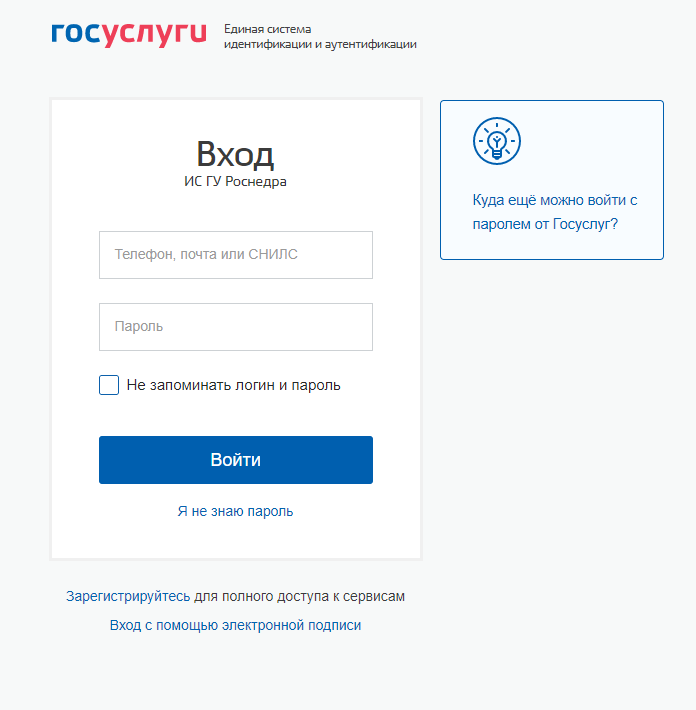 госуслуги
Единая система
идентификации и аутентификации
Вход
ИС ГУ Роснедра
Телефон, почта или СНИЛС
Пароль
Не запоминать логин и пароль
Войти
Я не знаю пароль
Куда ещё можно войти с
паролем от Госуслуг?
Зарегистрируйтесь для полного доступа к сервисам
Вход с помощью электронной подписи